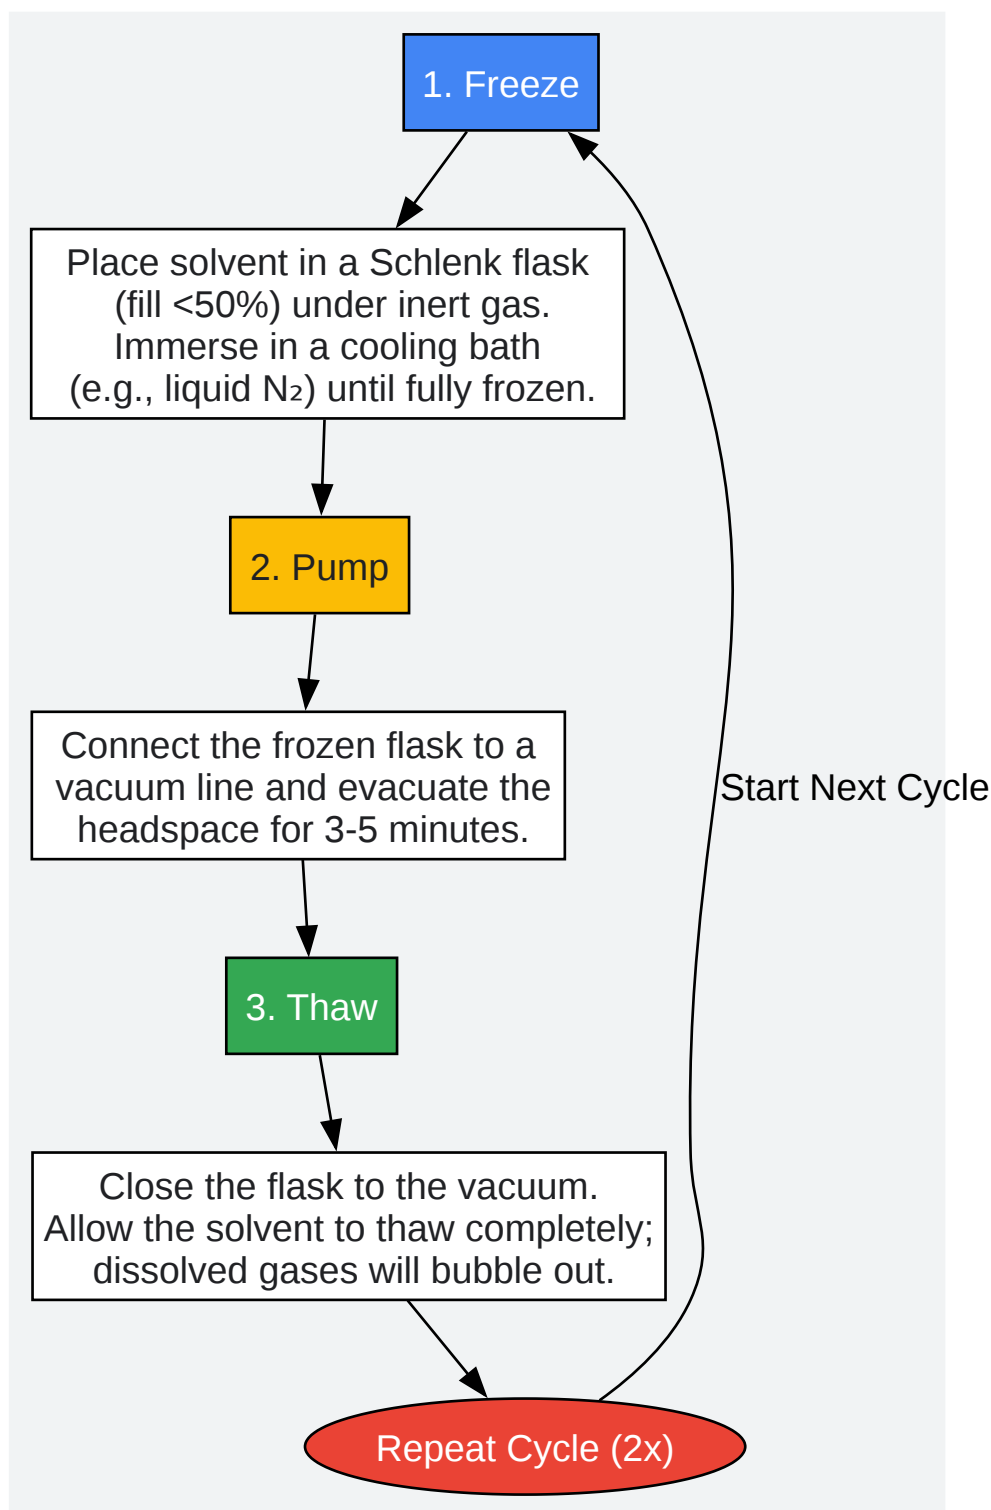 1. Freeze
Place solvent in a Schlenk flask
(fill <50%) under inert gas.
Immerse in a cooling bath
(e.g., liquid N₂) until fully frozen.
2. Pump
Connect the frozen flask to a
vacuum line and evacuate the
headspace for 3-5 minutes.
Start Next Cycle
3. Thaw
Close the flask to the vacuum.
Allow the solvent to thaw completely;
dissolved gases will bubble out.
Repeat Cycle (2x)